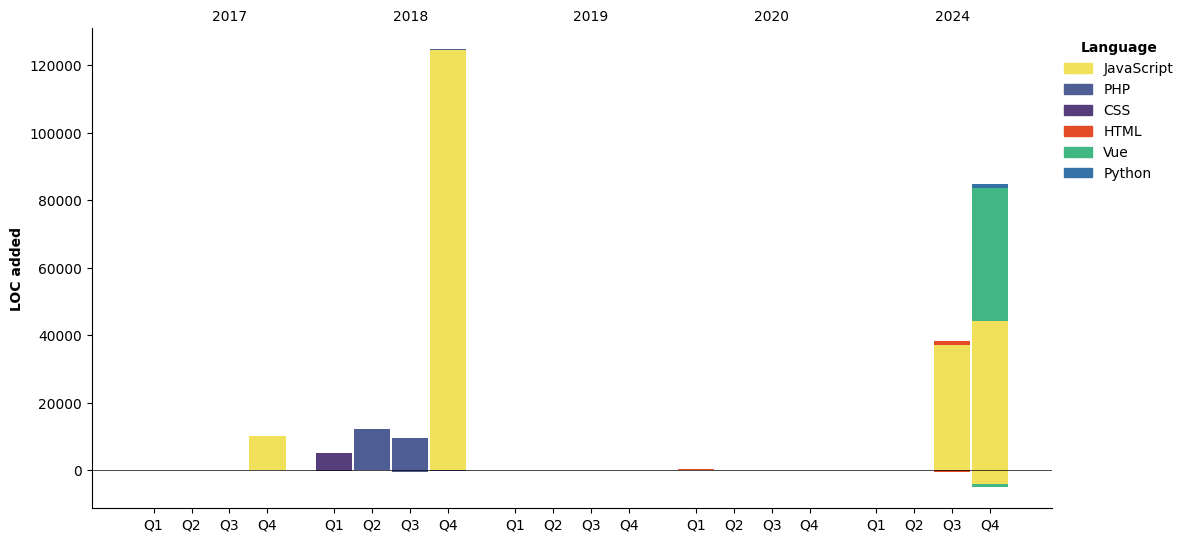 2017 2018 2019 2020 2024
Language
JavaScript
PHP
CSS
HTML
Vue
Python
LOC added
120000
100000
80000
60000
40000
20000
0
Q1 Q2 Q3 Q4 Q1 Q2 Q3 Q4 Q1 Q2 Q3 Q4 Q1 Q2 Q3 Q4 Q1 Q2 Q3 Q4